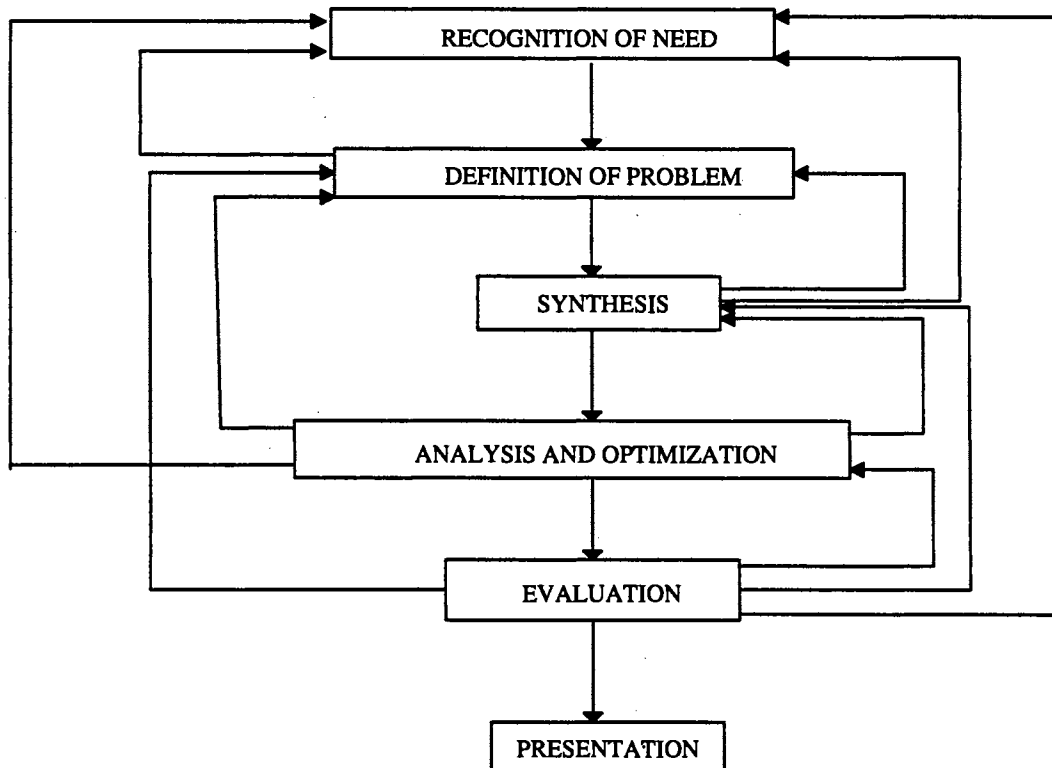 RECOGNITION OF NEED
DEFINITION OF PROBLEM
SYNTHESIS
ANALYSIS AND OPTIMIZATION
EVALUATION
PRESENTATION